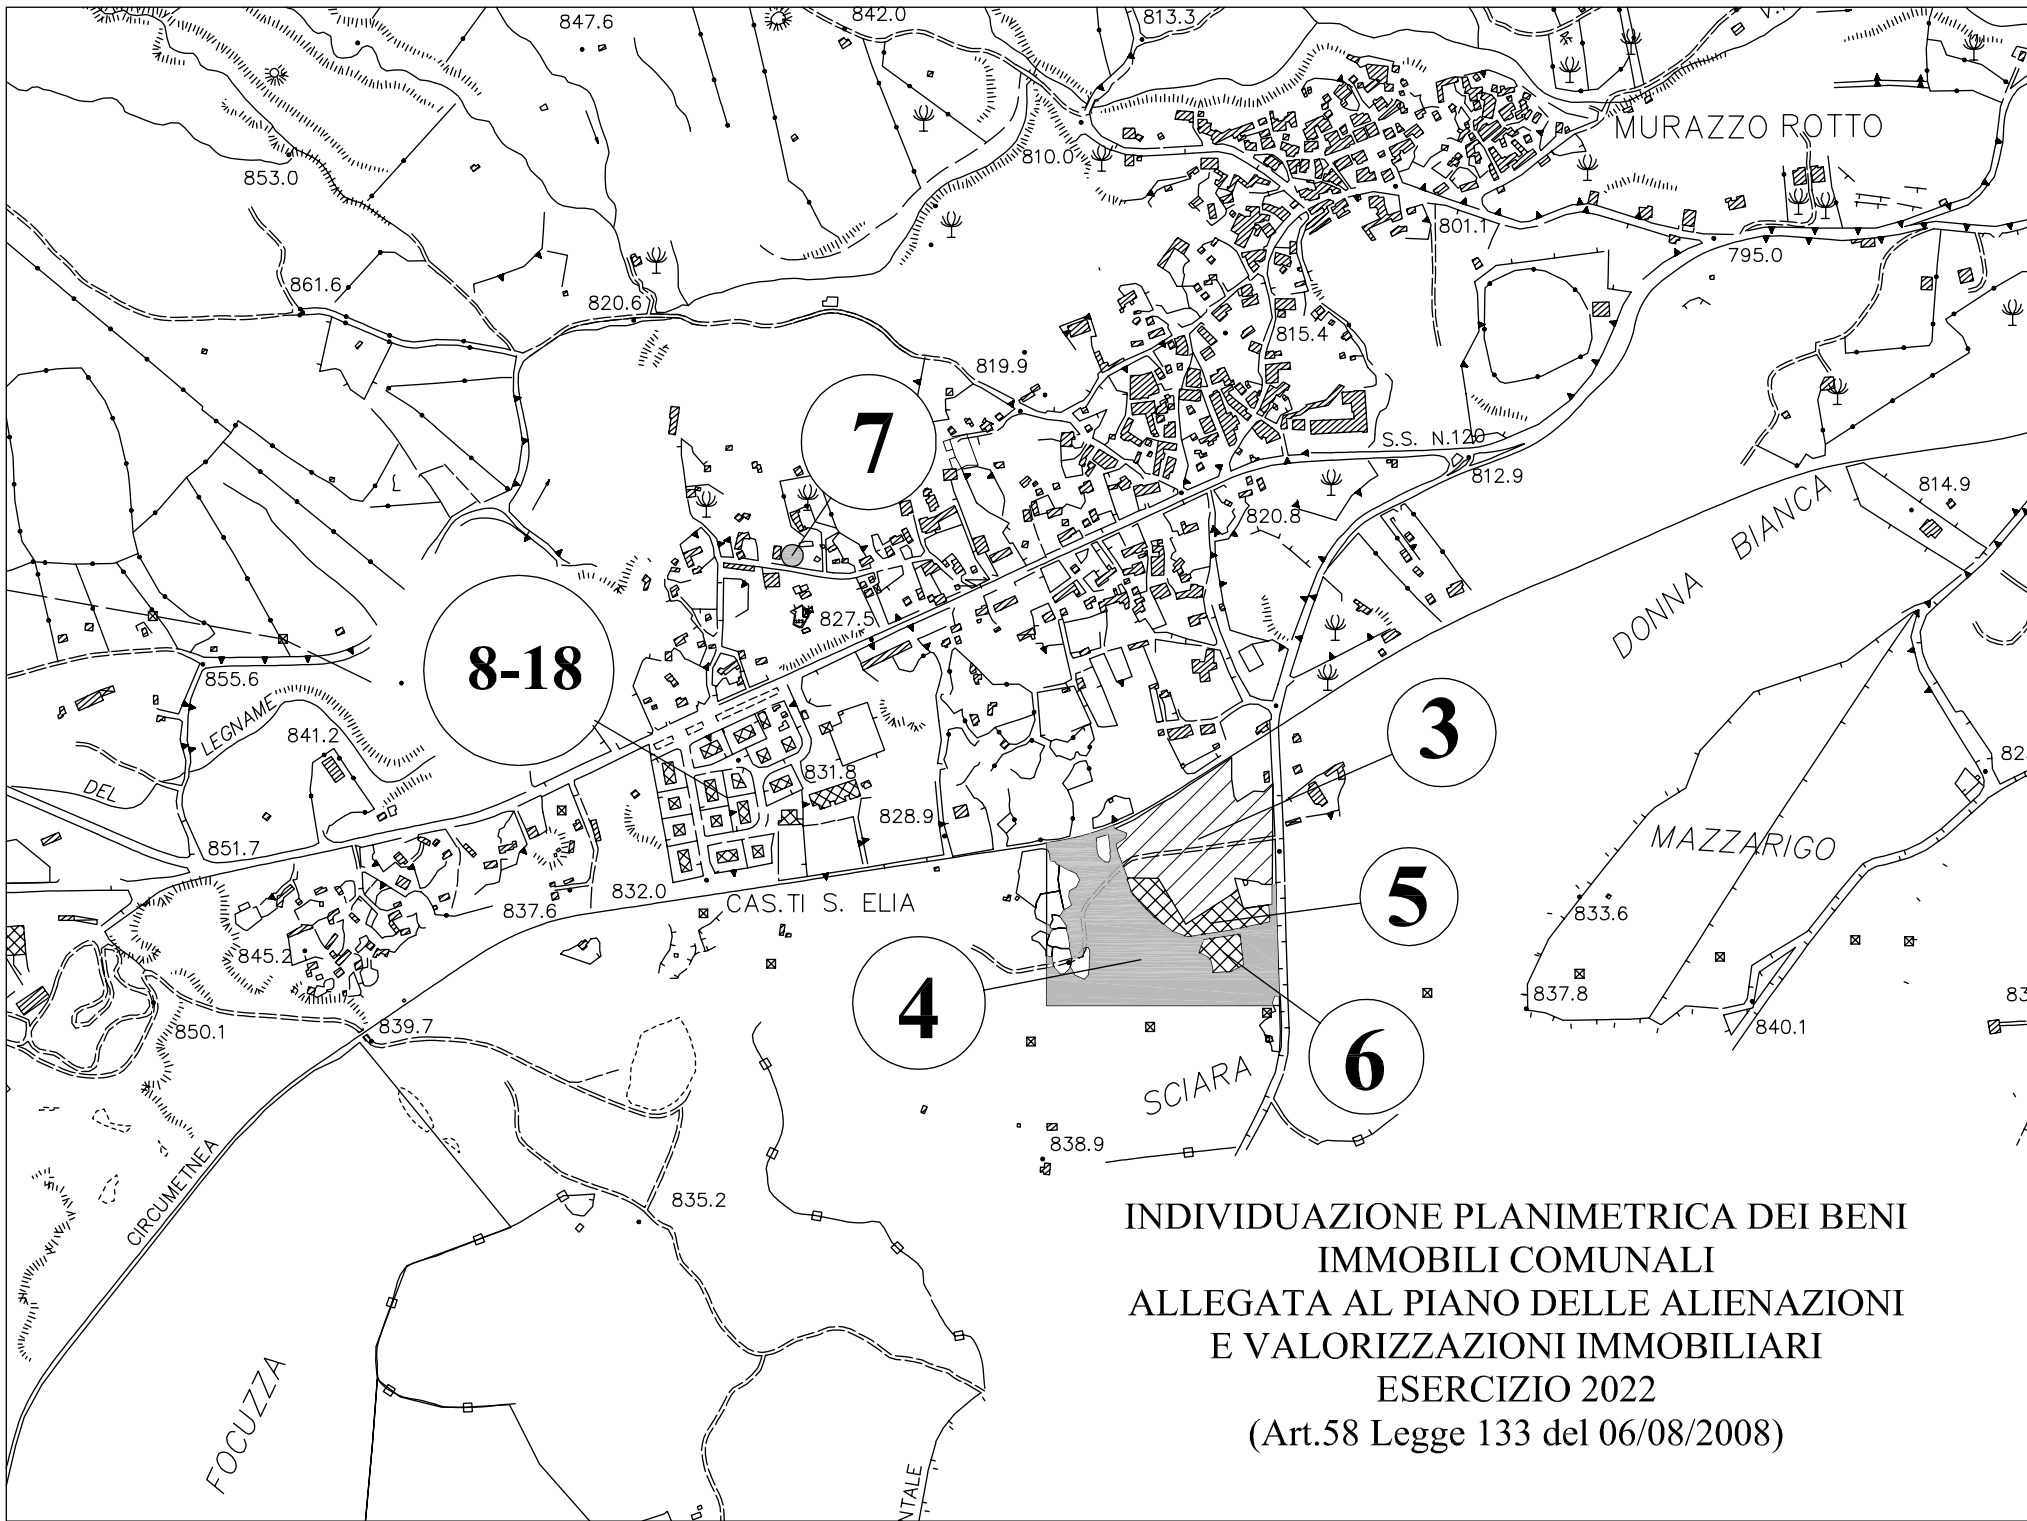 847.6
842.0
813.3
MURAZZO ROTTO
810.0
853.0
801.1
795.0
861.6
820.6
815.4
819.9
7
S.S. N.120
812.9
814.9
BIANCA
820.8
DONNA
827.5
8-18
855.6
LEGNAME
841.2
DEL
3
831.8
828.9
851.7
MAZZARIGO
832.0
CAS.TI S. ELIA
837.6
5
833.6
845.2
4
837.8
850.1
839.7
840.1
6
SCIARA
838.9
CIRCUMETNEA
835.2
INDIVIDUAZIONE PLANIMETRICA DEI BENI
IMMOBILI COMUNALI
ALLEGATA AL PIANO DELLE ALIENAZIONI
E VALORIZZAZIONI IMMOBILIARI
ESERCIZIO 2022
(Art.58 Legge 133 del 06/08/2008)
FOCUZZA
NTALE